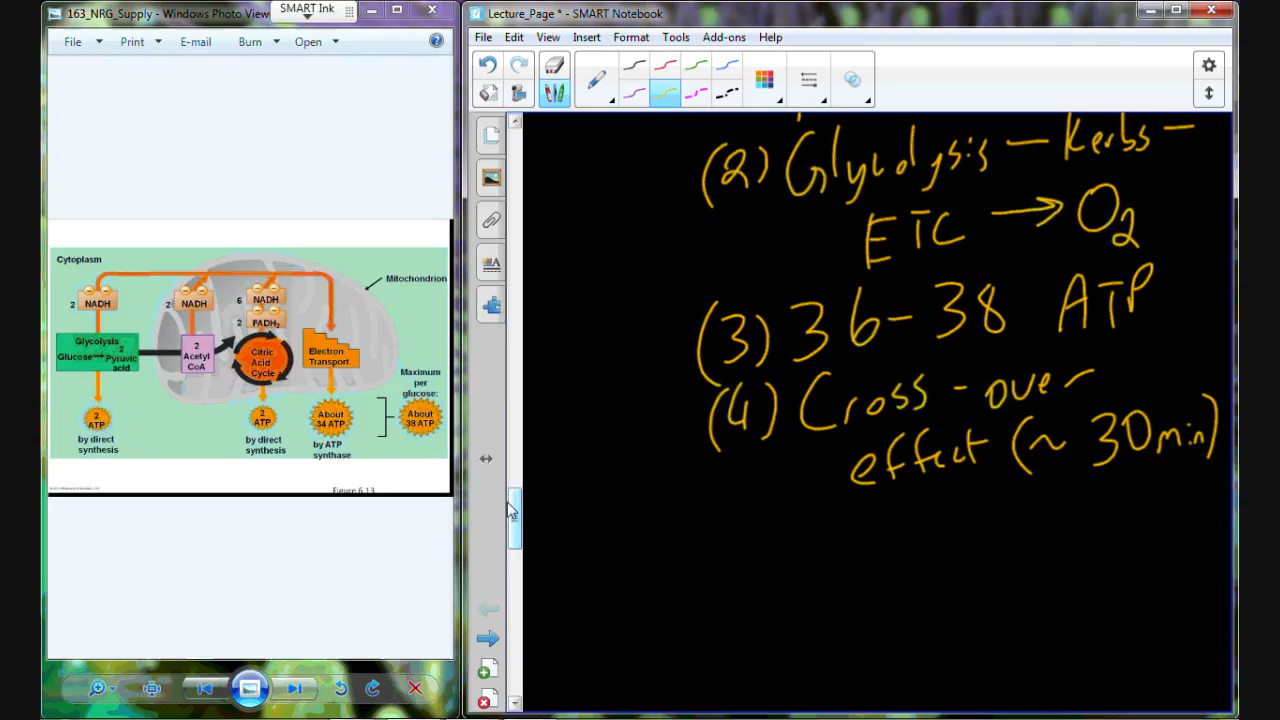 163_NRG_Supply - Windows Photo Viewe
SMART Ink
File
Print
E-mail
Burn
Open
Cytoplasm
Mitochondrion
2 NADH
2 NADH
6 NADH
2 FADH2
Glycolysis
Glucose
2 Pyruvic acid
2 Acetyl CoA
Citric Acid Cycle
Electron Transport
Maximum per glucose:
2 ATP
by direct synthesis
2 ATP
by direct synthesis
About 34 ATP
by ATP synthase
About 38 ATP
Figure 6.13
Lecture_Page * - SMART Notebook
File Edit View Insert Format Tools Add-ons Help
(2) Glycolysis — Kerbs —
ETC → O2
(3) 36-38 ATP
(4) Cross-over
effect (~ 30min)